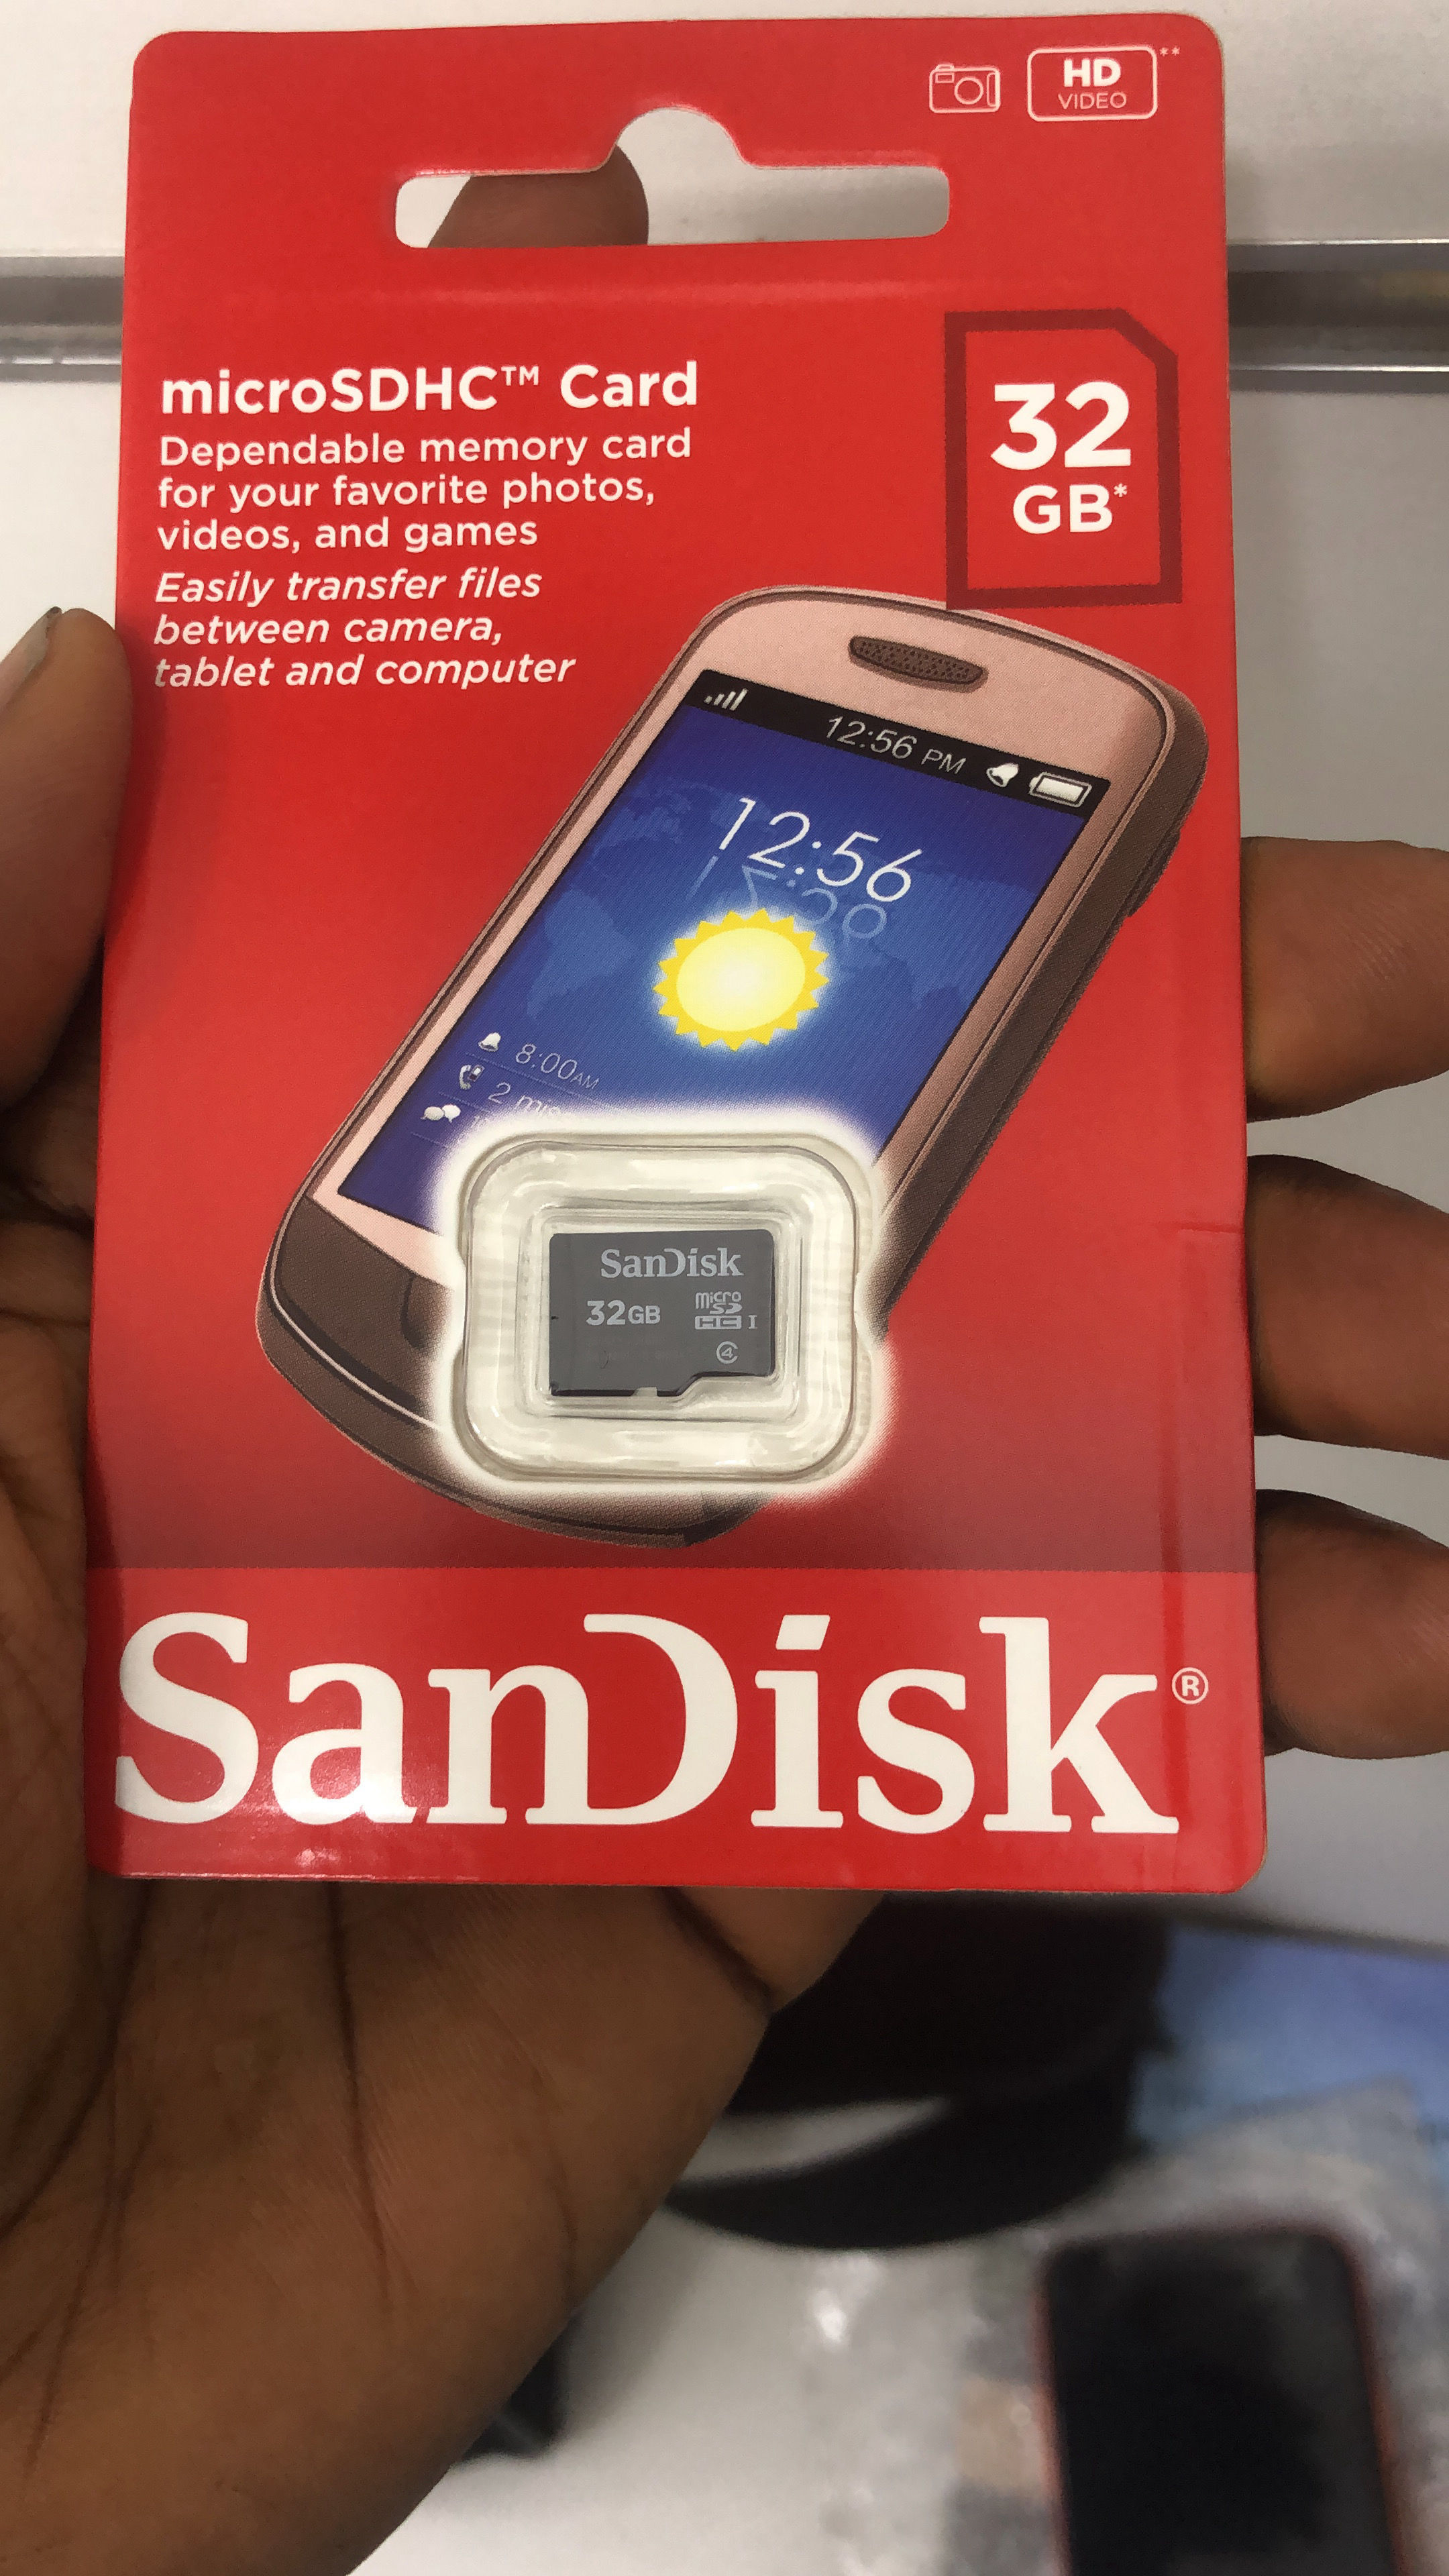 HD**
VIDEO
microSDHC™ Card
Dependable memory card
for your favorite photos,
videos, and games
Easily transfer files
between camera,
tablet and computer
32
GB*
12:56 PM
12:56
8:00AM
2
SanDisk
32GB
micro
SD
HC I
4
SanDisk®